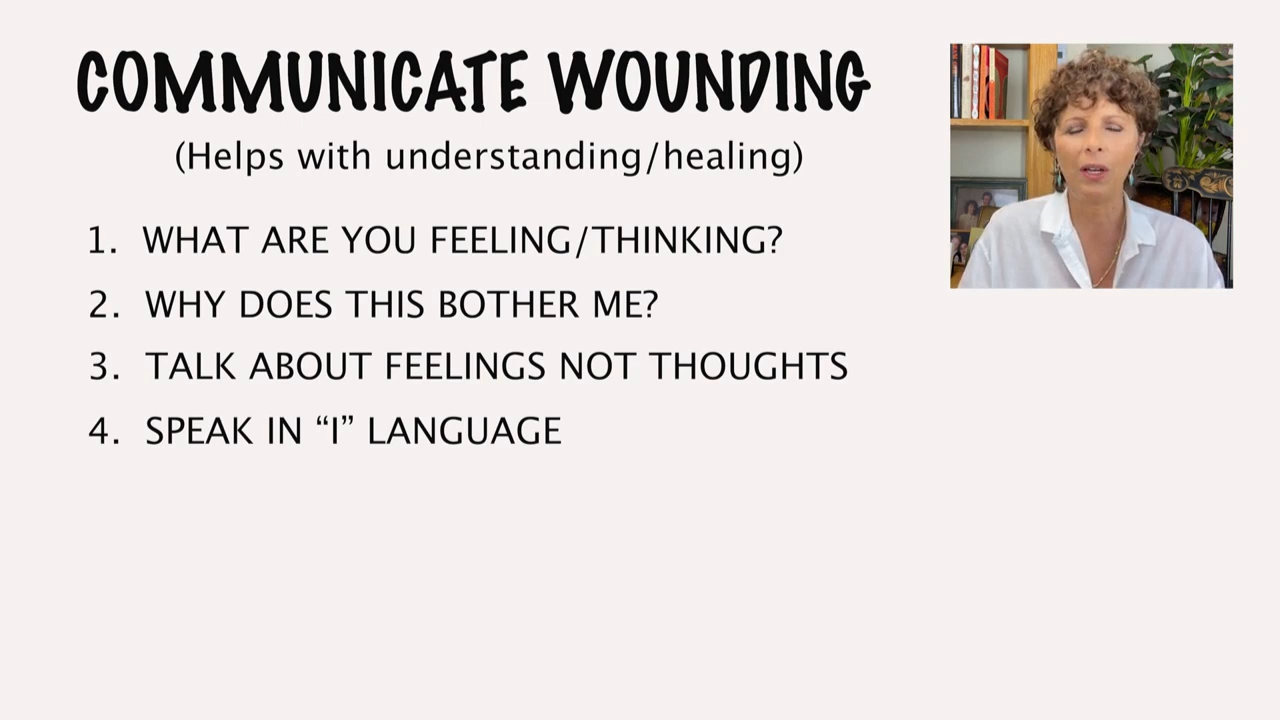 COMMUNICATE WOUNDING
(Helps with understanding/healing)
1. WHAT ARE YOU FEELING/THINKING?
2. WHY DOES THIS BOTHER ME?
3. TALK ABOUT FEELINGS NOT THOUGHTS
4. SPEAK IN “I” LANGUAGE